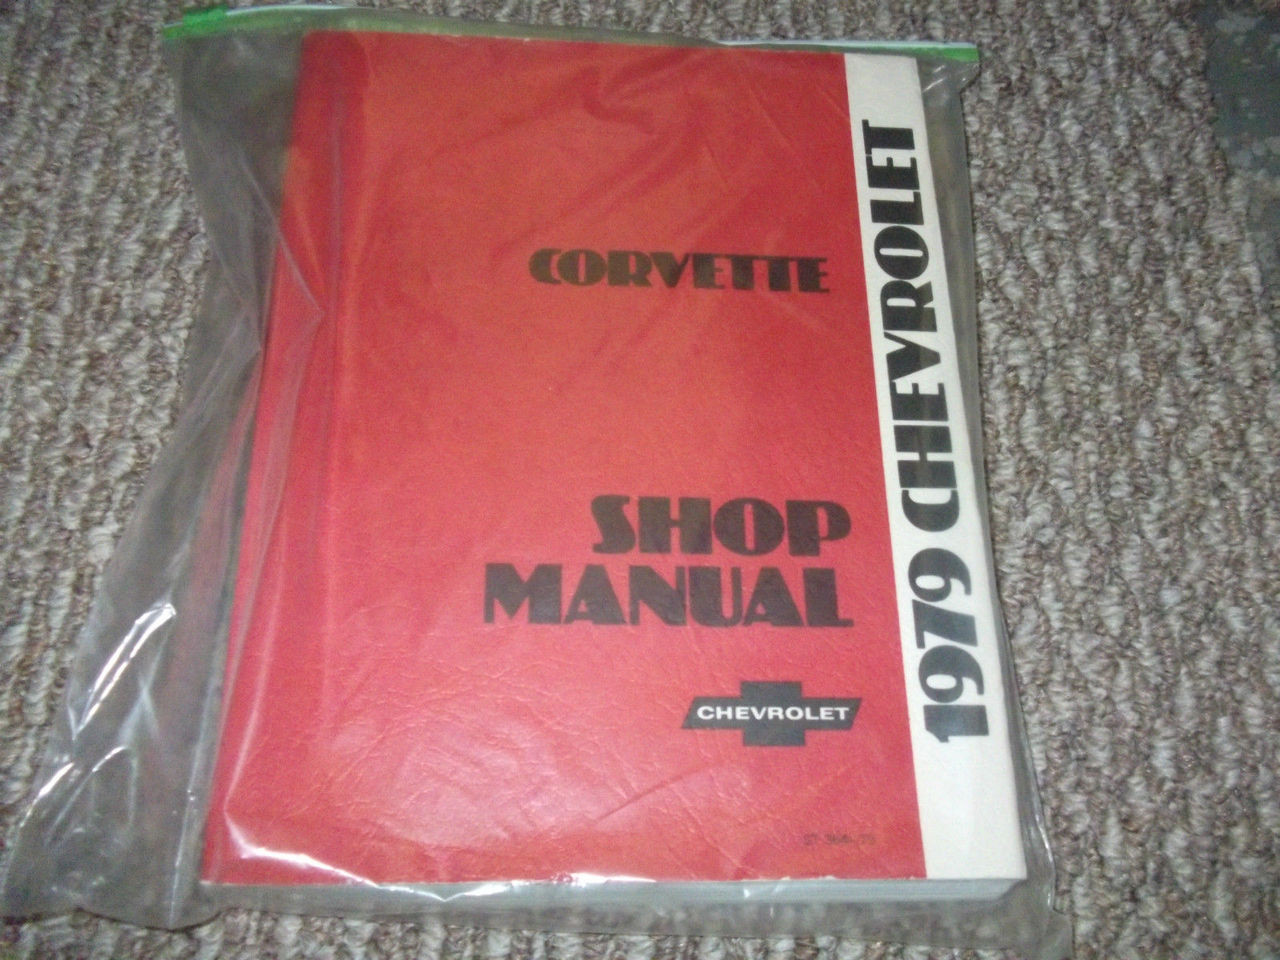 CORVETTE
SHOP
MANUAL
CHEVROLET
1979 CHEVROLET